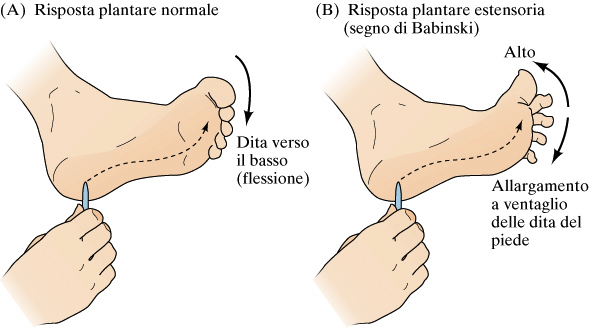 (A) Risposta plantare normale
Dita verso
il basso
(flessione)
(B) Risposta plantare estensoria
(segno di Babinski)
Alto
Allargamento
a ventaglio
delle dita del
piede